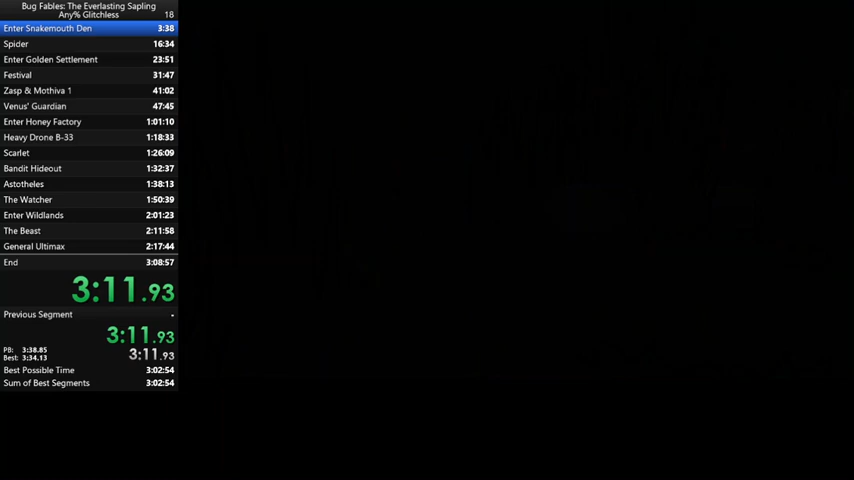 Bug Fables: The Everlasting Sapling
Any% Glitchless 18
Enter Snakemouth Den 3:38
Spider 16:34
Enter Golden Settlement 23:51
Festival 31:47
Zasp & Mothiva 1 41:02
Venus' Guardian 47:45
Enter Honey Factory 1:01:10
Heavy Drone B-33 1:18:33
Scarlet 1:26:09
Bandit Hideout 1:32:37
Astotheles 1:38:13
The Watcher 1:50:39
Enter Wildlands 2:01:23
The Beast 2:11:58
General Ultimax 2:17:44
End 3:08:57
3:11.93
Previous Segment -
3:11.93
PB: 3:38.85
Best: 3:34.13 3:11.93
Best Possible Time 3:02:54
Sum of Best Segments 3:02:54